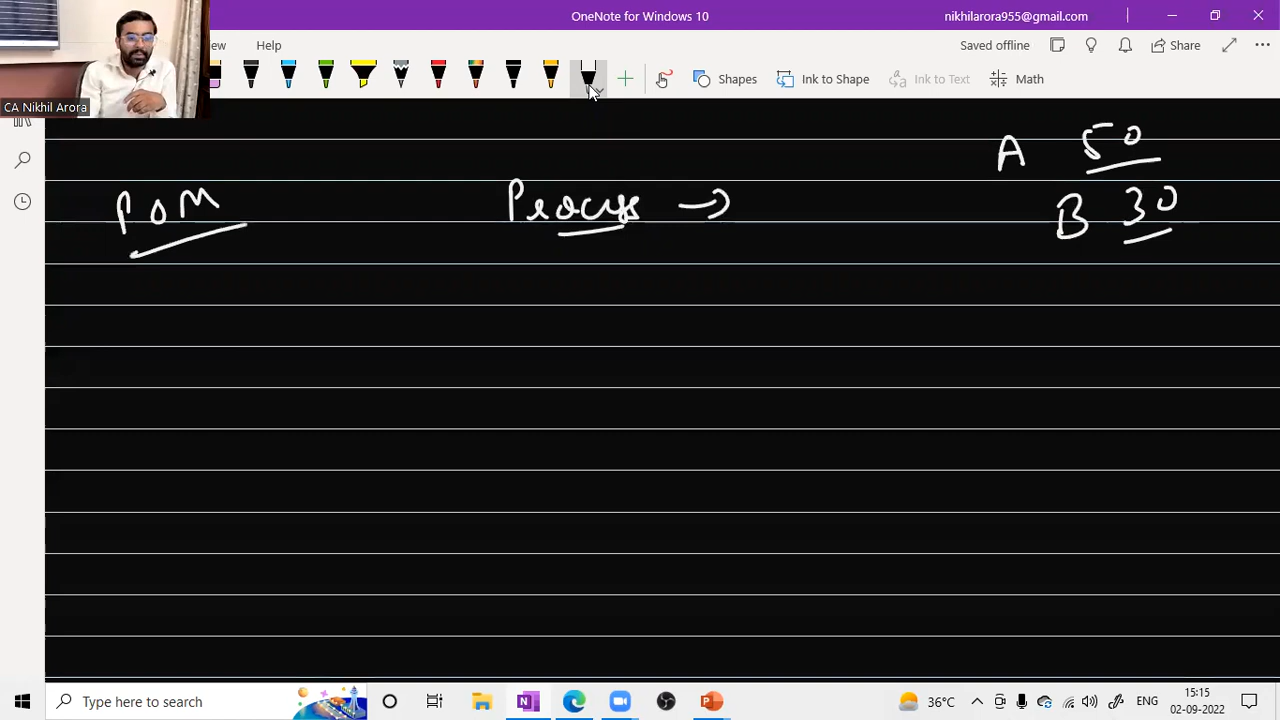 OneNote for Windows 10
nikhilarora955@gmail.com
Help
Saved offline
Share
Shapes
Ink to Shape
Ink to Text
Math
CA Nikhil Arora
A 50
POM
Process →
B 30
Type here to search
36°C
ENG
15:15
02-09-2022